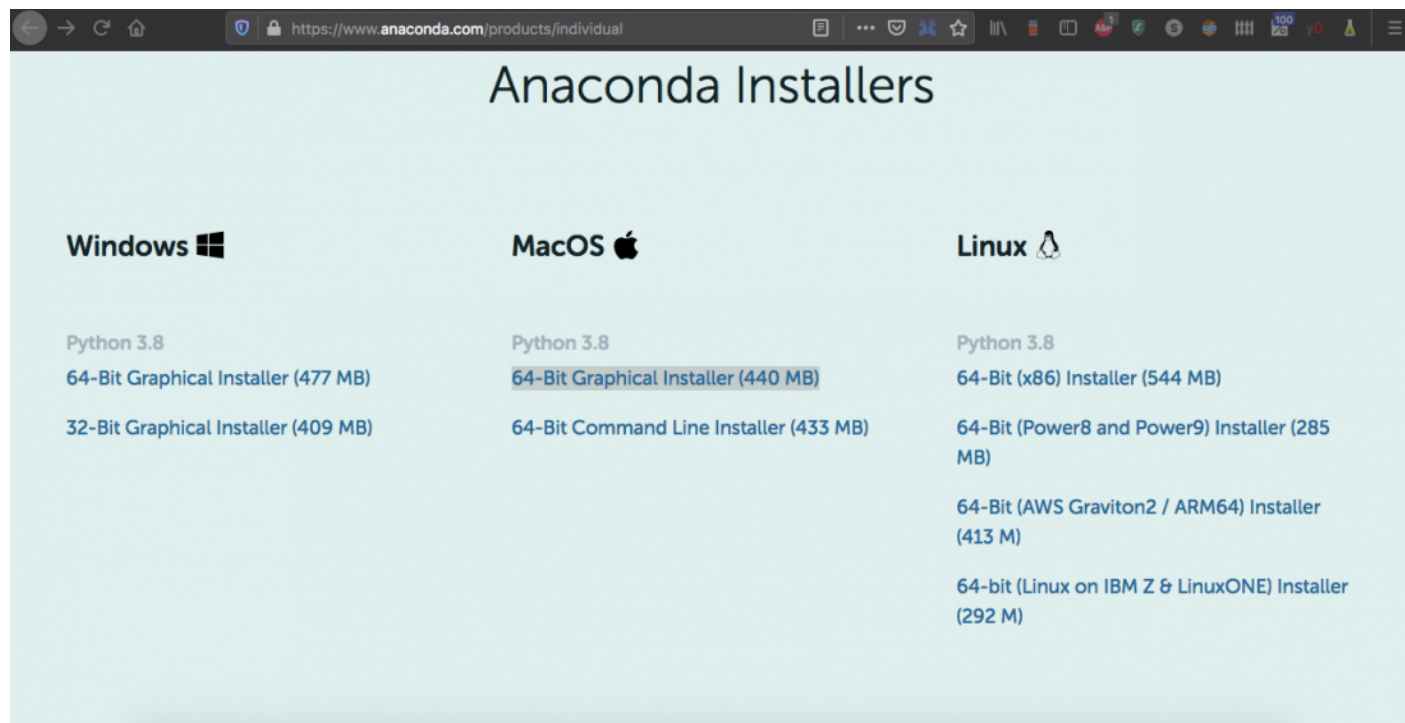 https://www.anaconda.com/products/individual
1
100
Anaconda Installers
Windows
Python 3.8
64-Bit Graphical Installer (477 MB)
32-Bit Graphical Installer (409 MB)
MacOS
Python 3.8
64-Bit Graphical Installer (440 MB)
64-Bit Command Line Installer (433 MB)
Linux
Python 3.8
64-Bit (x86) Installer (544 MB)
64-Bit (Power8 and Power9) Installer (285
MB)
64-Bit (AWS Graviton2 / ARM64) Installer
(413 M)
64-bit (Linux on IBM Z & LinuxONE) Installer
(292 M)